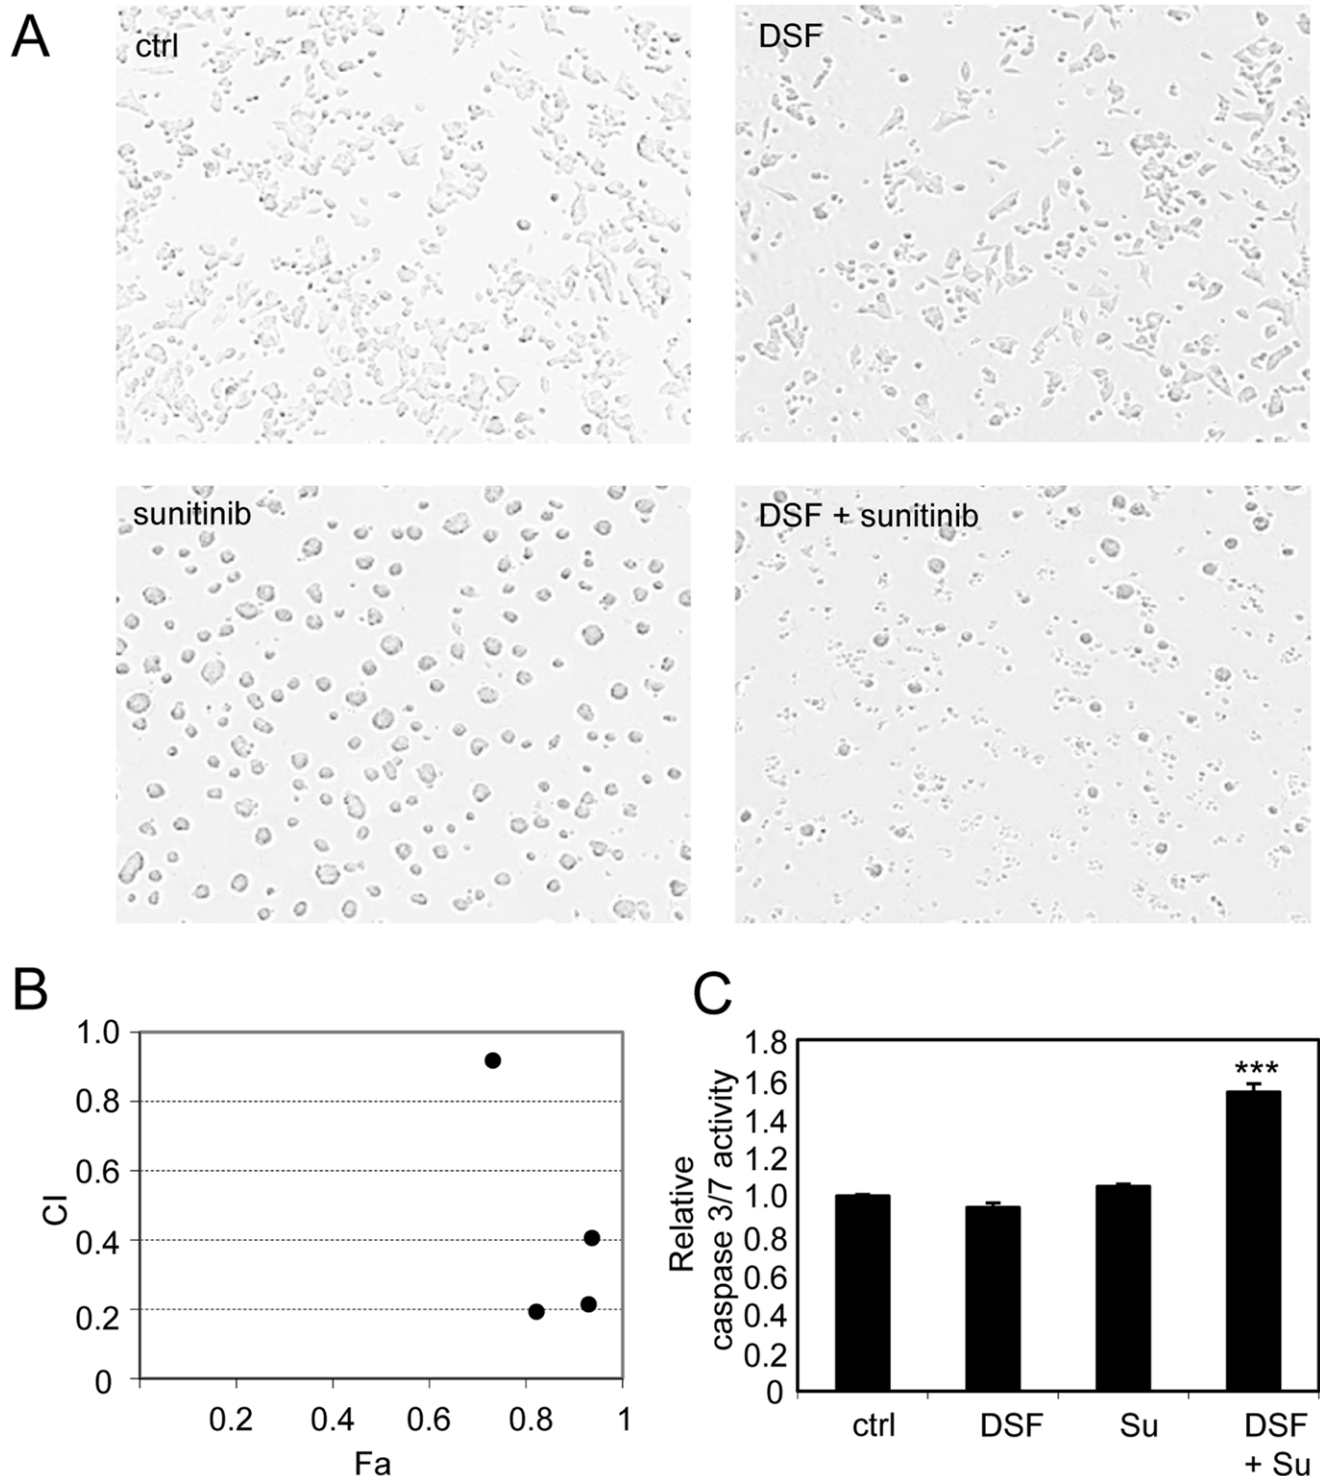 A
ctrl
DSF
sunitinib
DSF + sunitinib
B
CI
1.0
0.8
0.6
0.4
0.2
0
0.2 0.4 0.6 0.8 1
Fa
C
Relative
caspase 3/7 activity
1.8
1.6
1.4
1.2
1.0
0.8
0.6
0.4
0.2
0
***
ctrl DSF Su DSF
+ Su